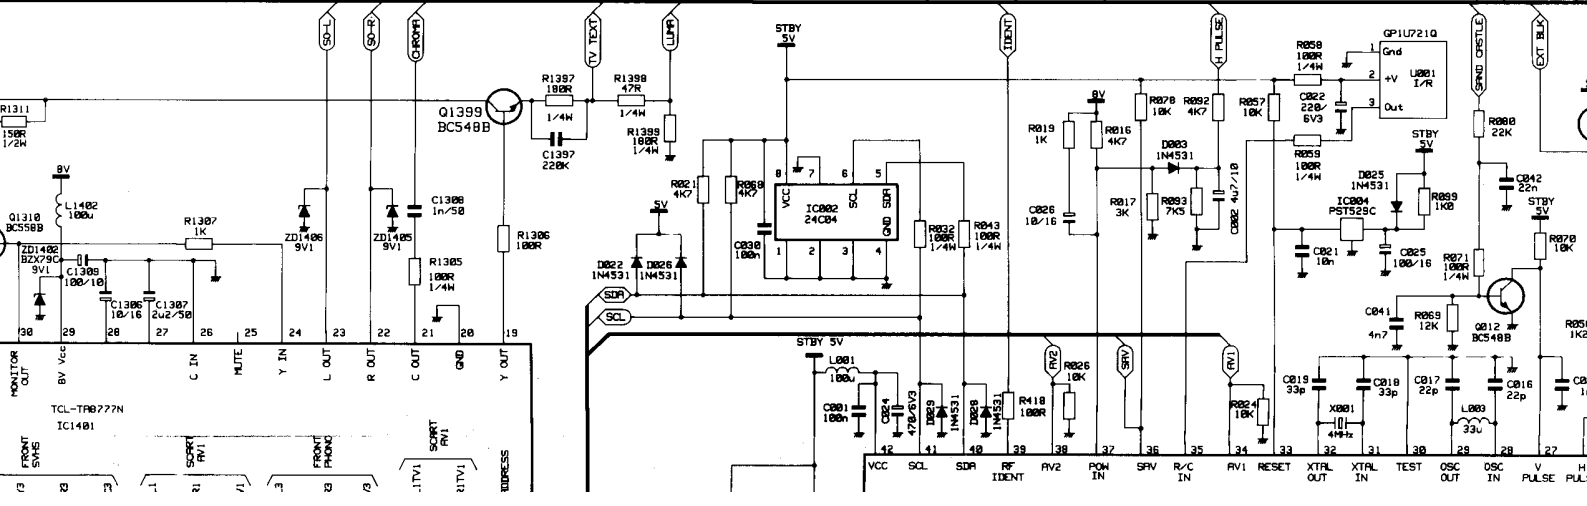 SO-L
SO-R
CHROMA
TV TEXT
LUMA
IDENT
H PULSE
SAND CASTLE
EXT BLK
STBY
5V
GP1U721Q
1 Gnd
2 +V
3 Out
U001
I/R
R058
100R
1/4W
C022
220/
6V3
R059
100R
1/4W
R1311
150R
1/2W
Q1399
BC548B
R1397
180R
1/4W
C1397
220K
R1398
47R
1/4W
R1399
180R
1/4W
8V
R078
10K
R092
4K7
R057
10K
R019
1K
R016
4K7
D003
1N4531
STBY
5V
R080
22K
D025
1N4531
R099
1K0
C042
22n
8V
L1402
100u
Q1310
BC558B
ZD1402
BZX79C
9V1
C1309
100/10
C1306
10/16
C1307
2u2/50
R1307
1K
ZD1406
9V1
ZD1405
9V1
C1308
1n/50
R1305
100R
1/4W
R1306
100R
R021
4K7
R068
4K7
5V
D022
1N4531
D026
1N4531
SDA
SCL
C030
100n
8 7 6 5
VCC
SCL
SDA
IC002
24C04
GND
1 2 3 4
R032
100R
1/4W
R043
100R
1/4W
C026
10/16
R017
3K
R093
7K5
C002 4u7/10
C021
10n
IC004
PST529C
C025
100/16
R071
100R
1/4W
STBY
5V
R070
10K
C041
4n7
R069
12K
Q012
BC548B
30 29 28 27 26 25 24 23 22 21 20 19
MONITOR
OUT
8V Vcc
C IN
MUTE
Y IN
L OUT
R OUT
C OUT
GND
Y OUT
TCL-TA8777N
IC1401
FRONT
SVHS
SCART
AV1
FRONT
PHONO
SCART
AV1
STBY 5V
L001
100u
C001
100n
C024
470/6V3
D029
1N4531
D028
1N4531
R418
100R
AV2
R026
10K
SAV
AV1
R024
10K
C019
33p
X001
4MHz
C018
33p
C017
22p
L003
33u
C016
22p
42 41 40 39 38 37 36 35 34 33 32 31 30 29 28 27
VCC
SCL
SDA
RF
IDENT
AV2
POW
IN
SAV
R/C
IN
AV1
RESET
XTAL
OUT
XTAL
IN
TEST
OSC
OUT
OSC
IN
V
PULSE